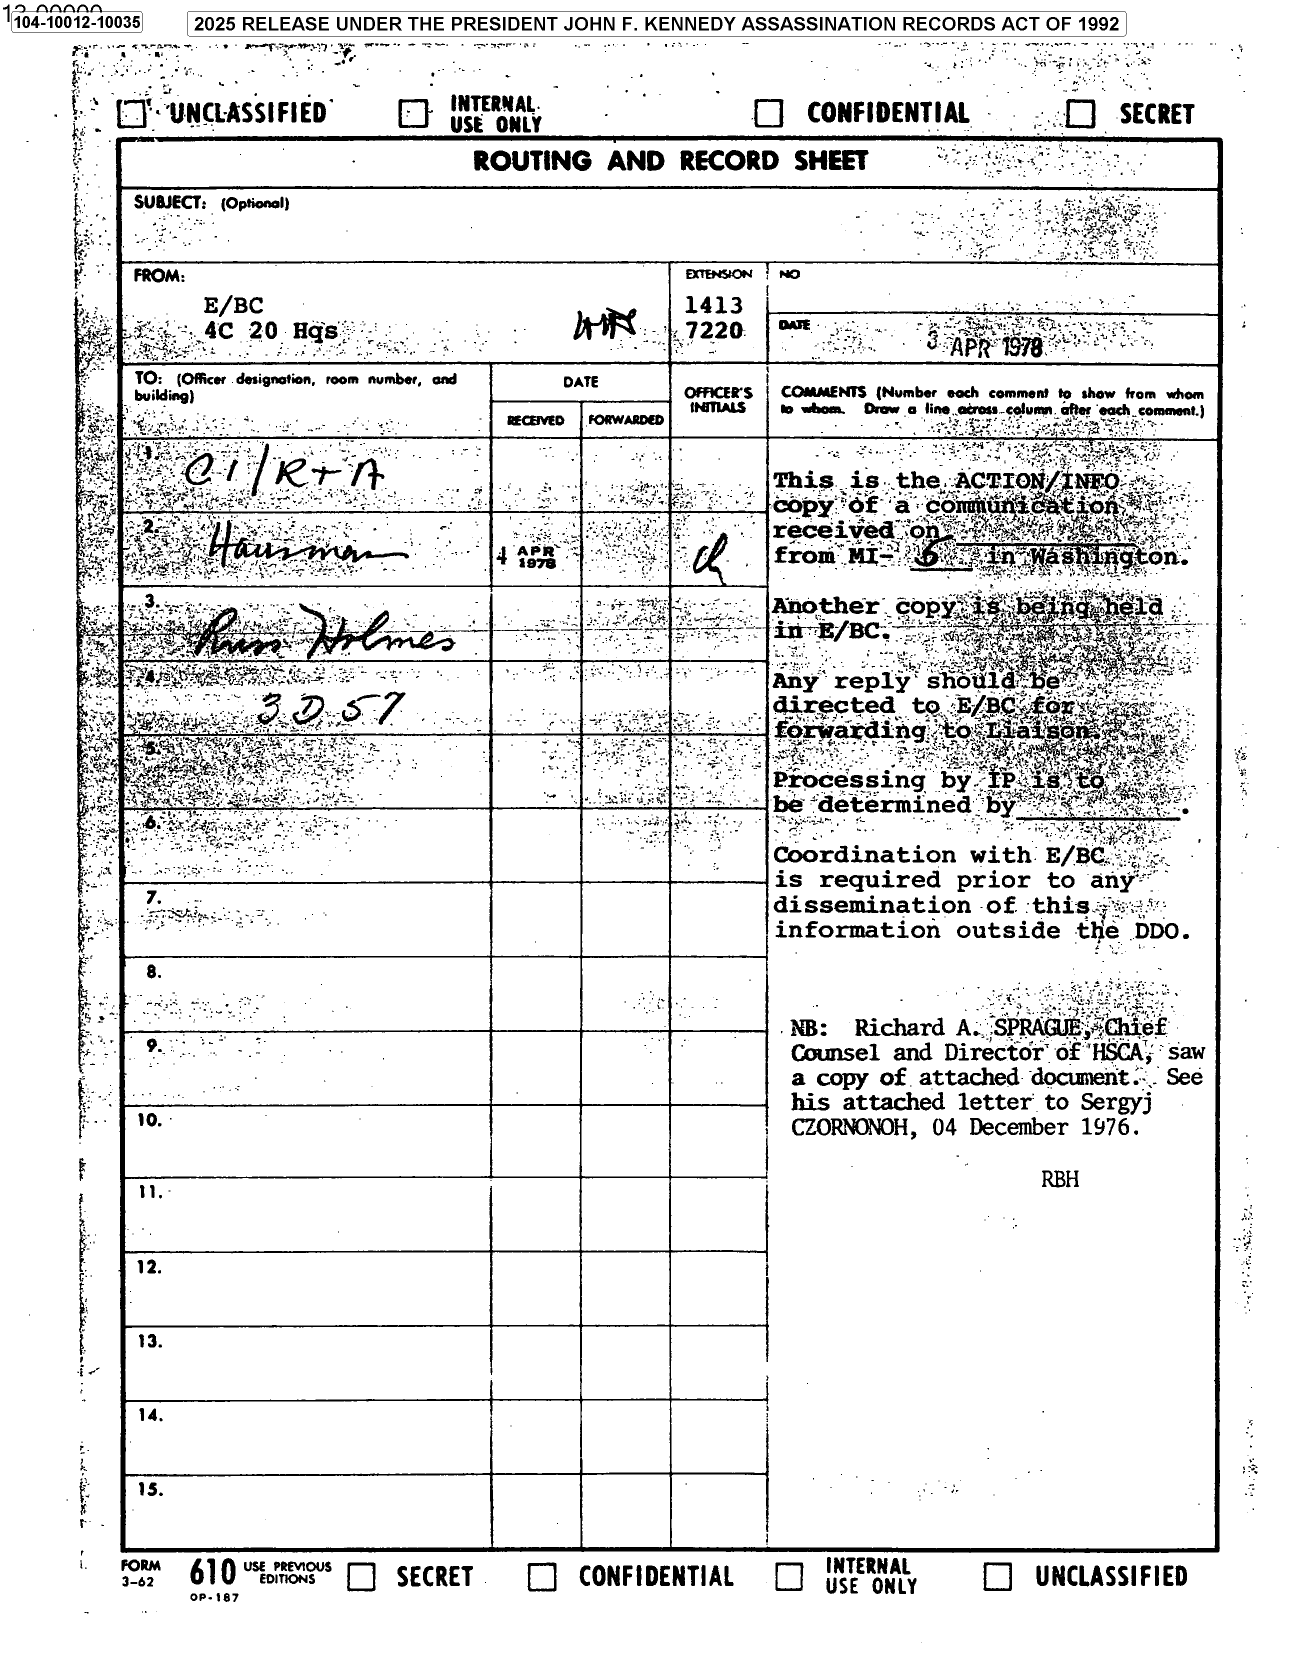 104-10012-10035
2025 RELEASE UNDER THE PRESIDENT JOHN F. KENNEDY ASSASSINATION RECORDS ACT OF 1992
UNCLASSIFIED INTERNAL USE ONLY CONFIDENTIAL SECRET
ROUTING AND RECORD SHEET
SUBJECT: (Optional)
FROM:
E/BC
4C 20 Hqs
EXTENSION
1413
7220
NO
DATE
3 APR 1978
TO: (Officer designation, room number, and
building)
DATE
RECEIVED FORWARDED
OFFICER'S
INITIALS
COMMENTS (Number each comment to show from whom
to whom. Draw a line across column after each comment.)
1. CI/R+A
2. Hausman
4 APR
1978
3. Russ Holmes
4. 3D57
5.
6.
7.
8.
9.
10.
11.
12.
13.
14.
15.
This is the ACTION/INFO
copy of a communication
received on
from MI-6 in Washington.
Another copy is being held
in E/BC.
Any reply should be
directed to E/BC for
forwarding to Liaison.
Processing by IP is to
be determined by .
Coordination with E/BC
is required prior to any
dissemination of this
information outside the DDO.
NB: Richard A. SPRAGUE, Chief
Counsel and Director of HSCA, saw
a copy of attached document. See
his attached letter to Sergyj
CZORNONOH, 04 December 1976.
RBH
FORM
3-62
610 USE PREVIOUS
EDITIONS
OP-187
SECRET CONFIDENTIAL INTERNAL USE ONLY UNCLASSIFIED